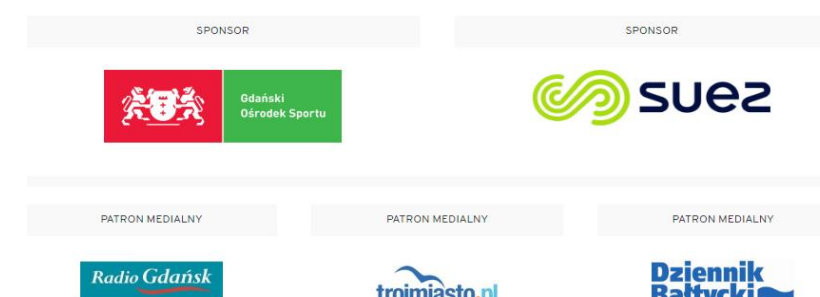 SPONSOR
SPONSOR
Gdański
Ośrodek Sportu
suez
PATRON MEDIALNY
PATRON MEDIALNY
PATRON MEDIALNY
Radio Gdańsk
trojmiasto.pl
Dziennik
Bałtycki